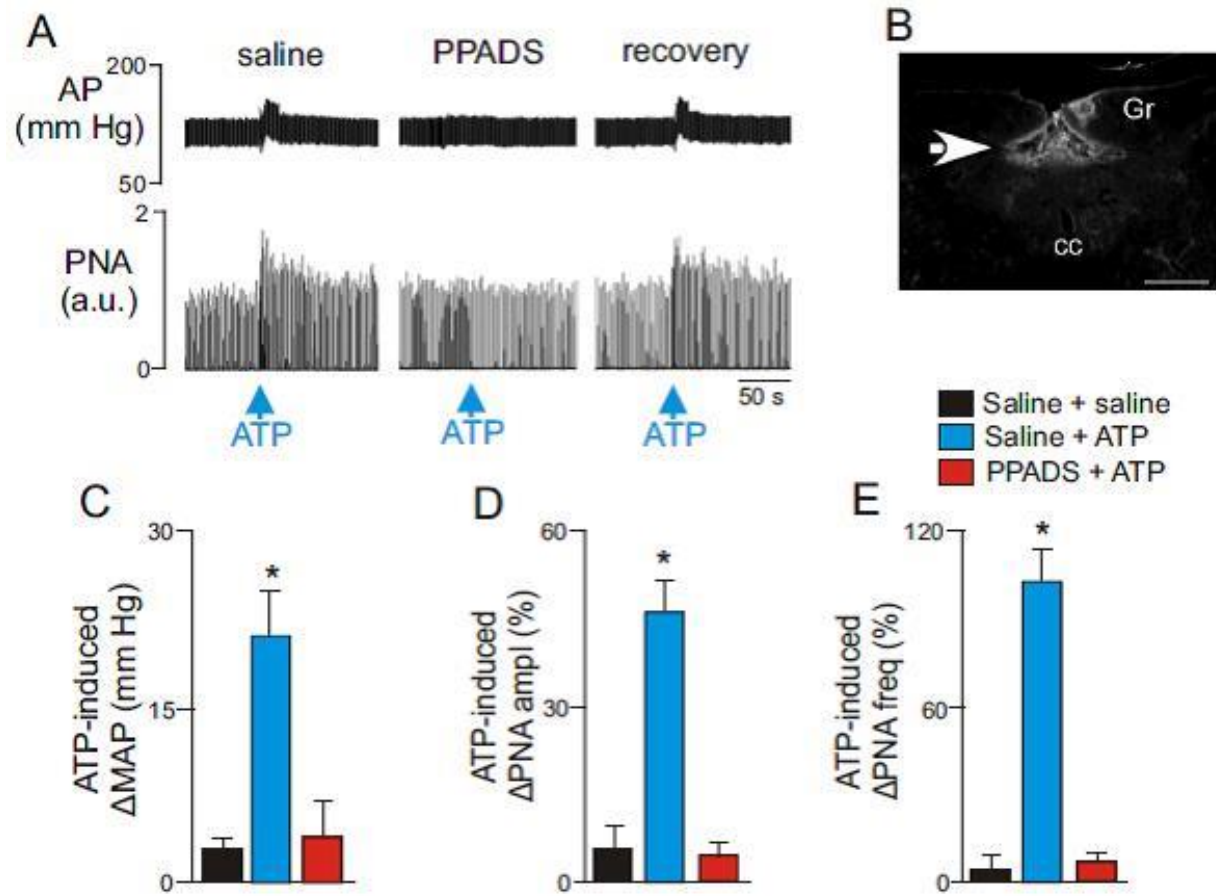 A
saline
PPADS
recovery
200
AP
(mm Hg)
50
2
PNA
(a.u.)
0
50 s
ATP
ATP
ATP
B
Gr
cc
Saline + saline
Saline + ATP
PPADS + ATP
C
30
*
15
0
ATP-induced
ΔMAP (mm Hg)
D
60
*
30
0
ATP-induced
ΔPNA ampl (%)
E
120
*
60
0
ATP-induced
ΔPNA freq (%)